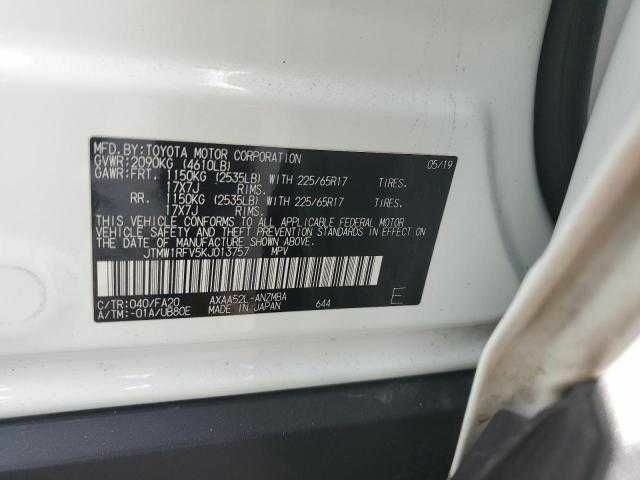 MFD.BY:TOYOTA MOTOR CORPORATION 05/19
GVWR:2090KG (4610LB)
GAWR:FRT. 1150KG (2535LB) WITH 225/65R17 TIRES.
17X7J RIMS.
RR. 1150KG (2535LB) WITH 225/65R17 TIRES.
17X7J RIMS.
THIS VEHICLE CONFORMS TO ALL APPLICABLE FEDERAL MOTOR
VEHICLE SAFETY AND THEFT PREVENTION STANDARDS IN EFFECT ON
THE DATE OF MANUFACTURE SHOWN ABOVE.
JTMW1RFV5KJ013757 MPV
C/TR:040/FA20 AXAA52L-ANZMBA 644 E
A/TM:-01A/UB80E MADE IN JAPAN